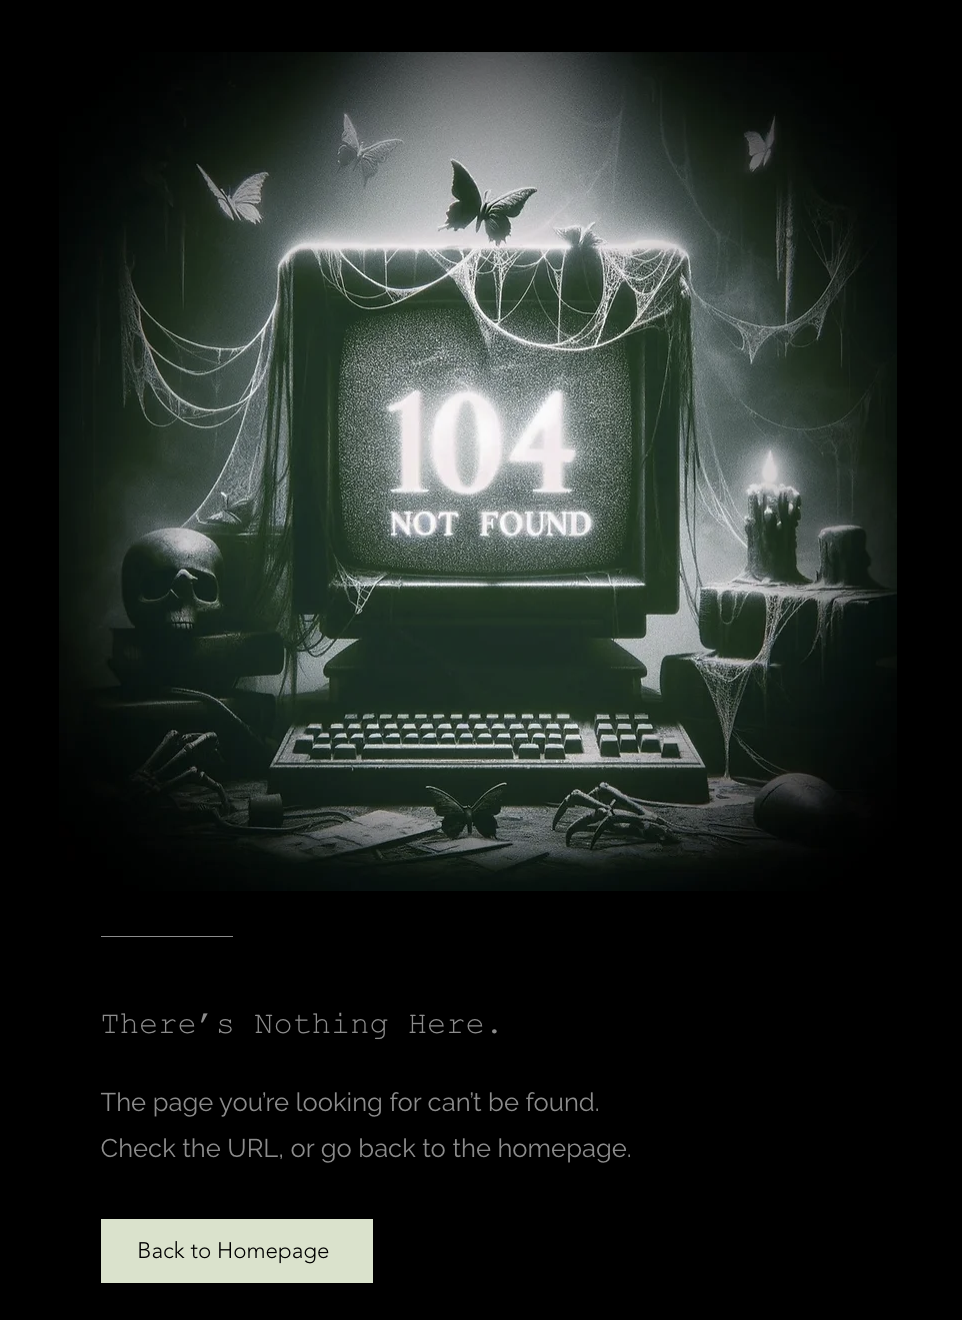 104
NOT FOUND
There’s Nothing Here.
The page you’re looking for can’t be found.
Check the URL, or go back to the homepage.
Back to Homepage